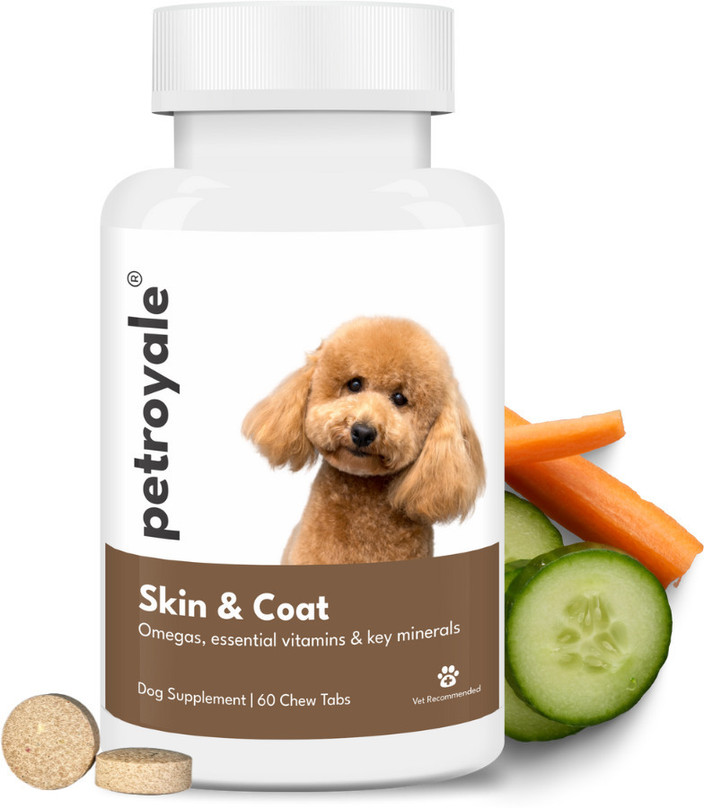 petroyale®
Skin & Coat
Omegas, essential vitamins & key minerals
Dog Supplement | 60 Chew Tabs
Vet Recommended